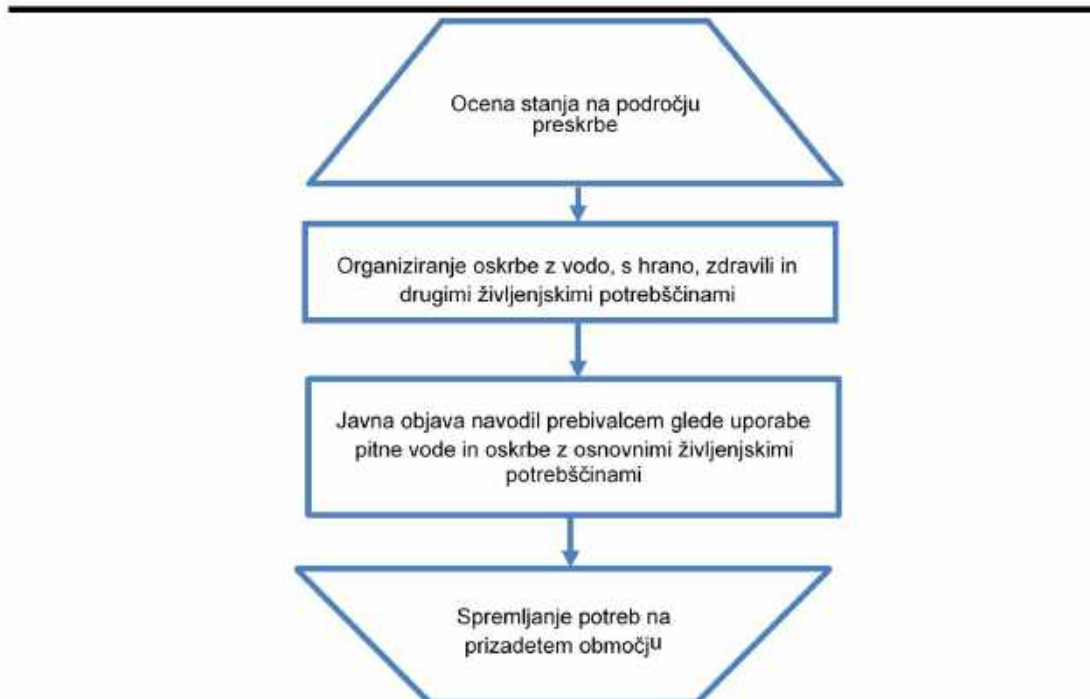 Ocena stanja na področju
preskrbe
Organiziranje oskrbe z vodo, s hrano, zdravili in
drugimi življenjskimi potrebščinami
Javna objava navodil prebivalcem glede uporabe
pitne vode in oskrbe z osnovnimi življenjskimi
potrebščinami
Spremljanje potreb na
prizadetem območju